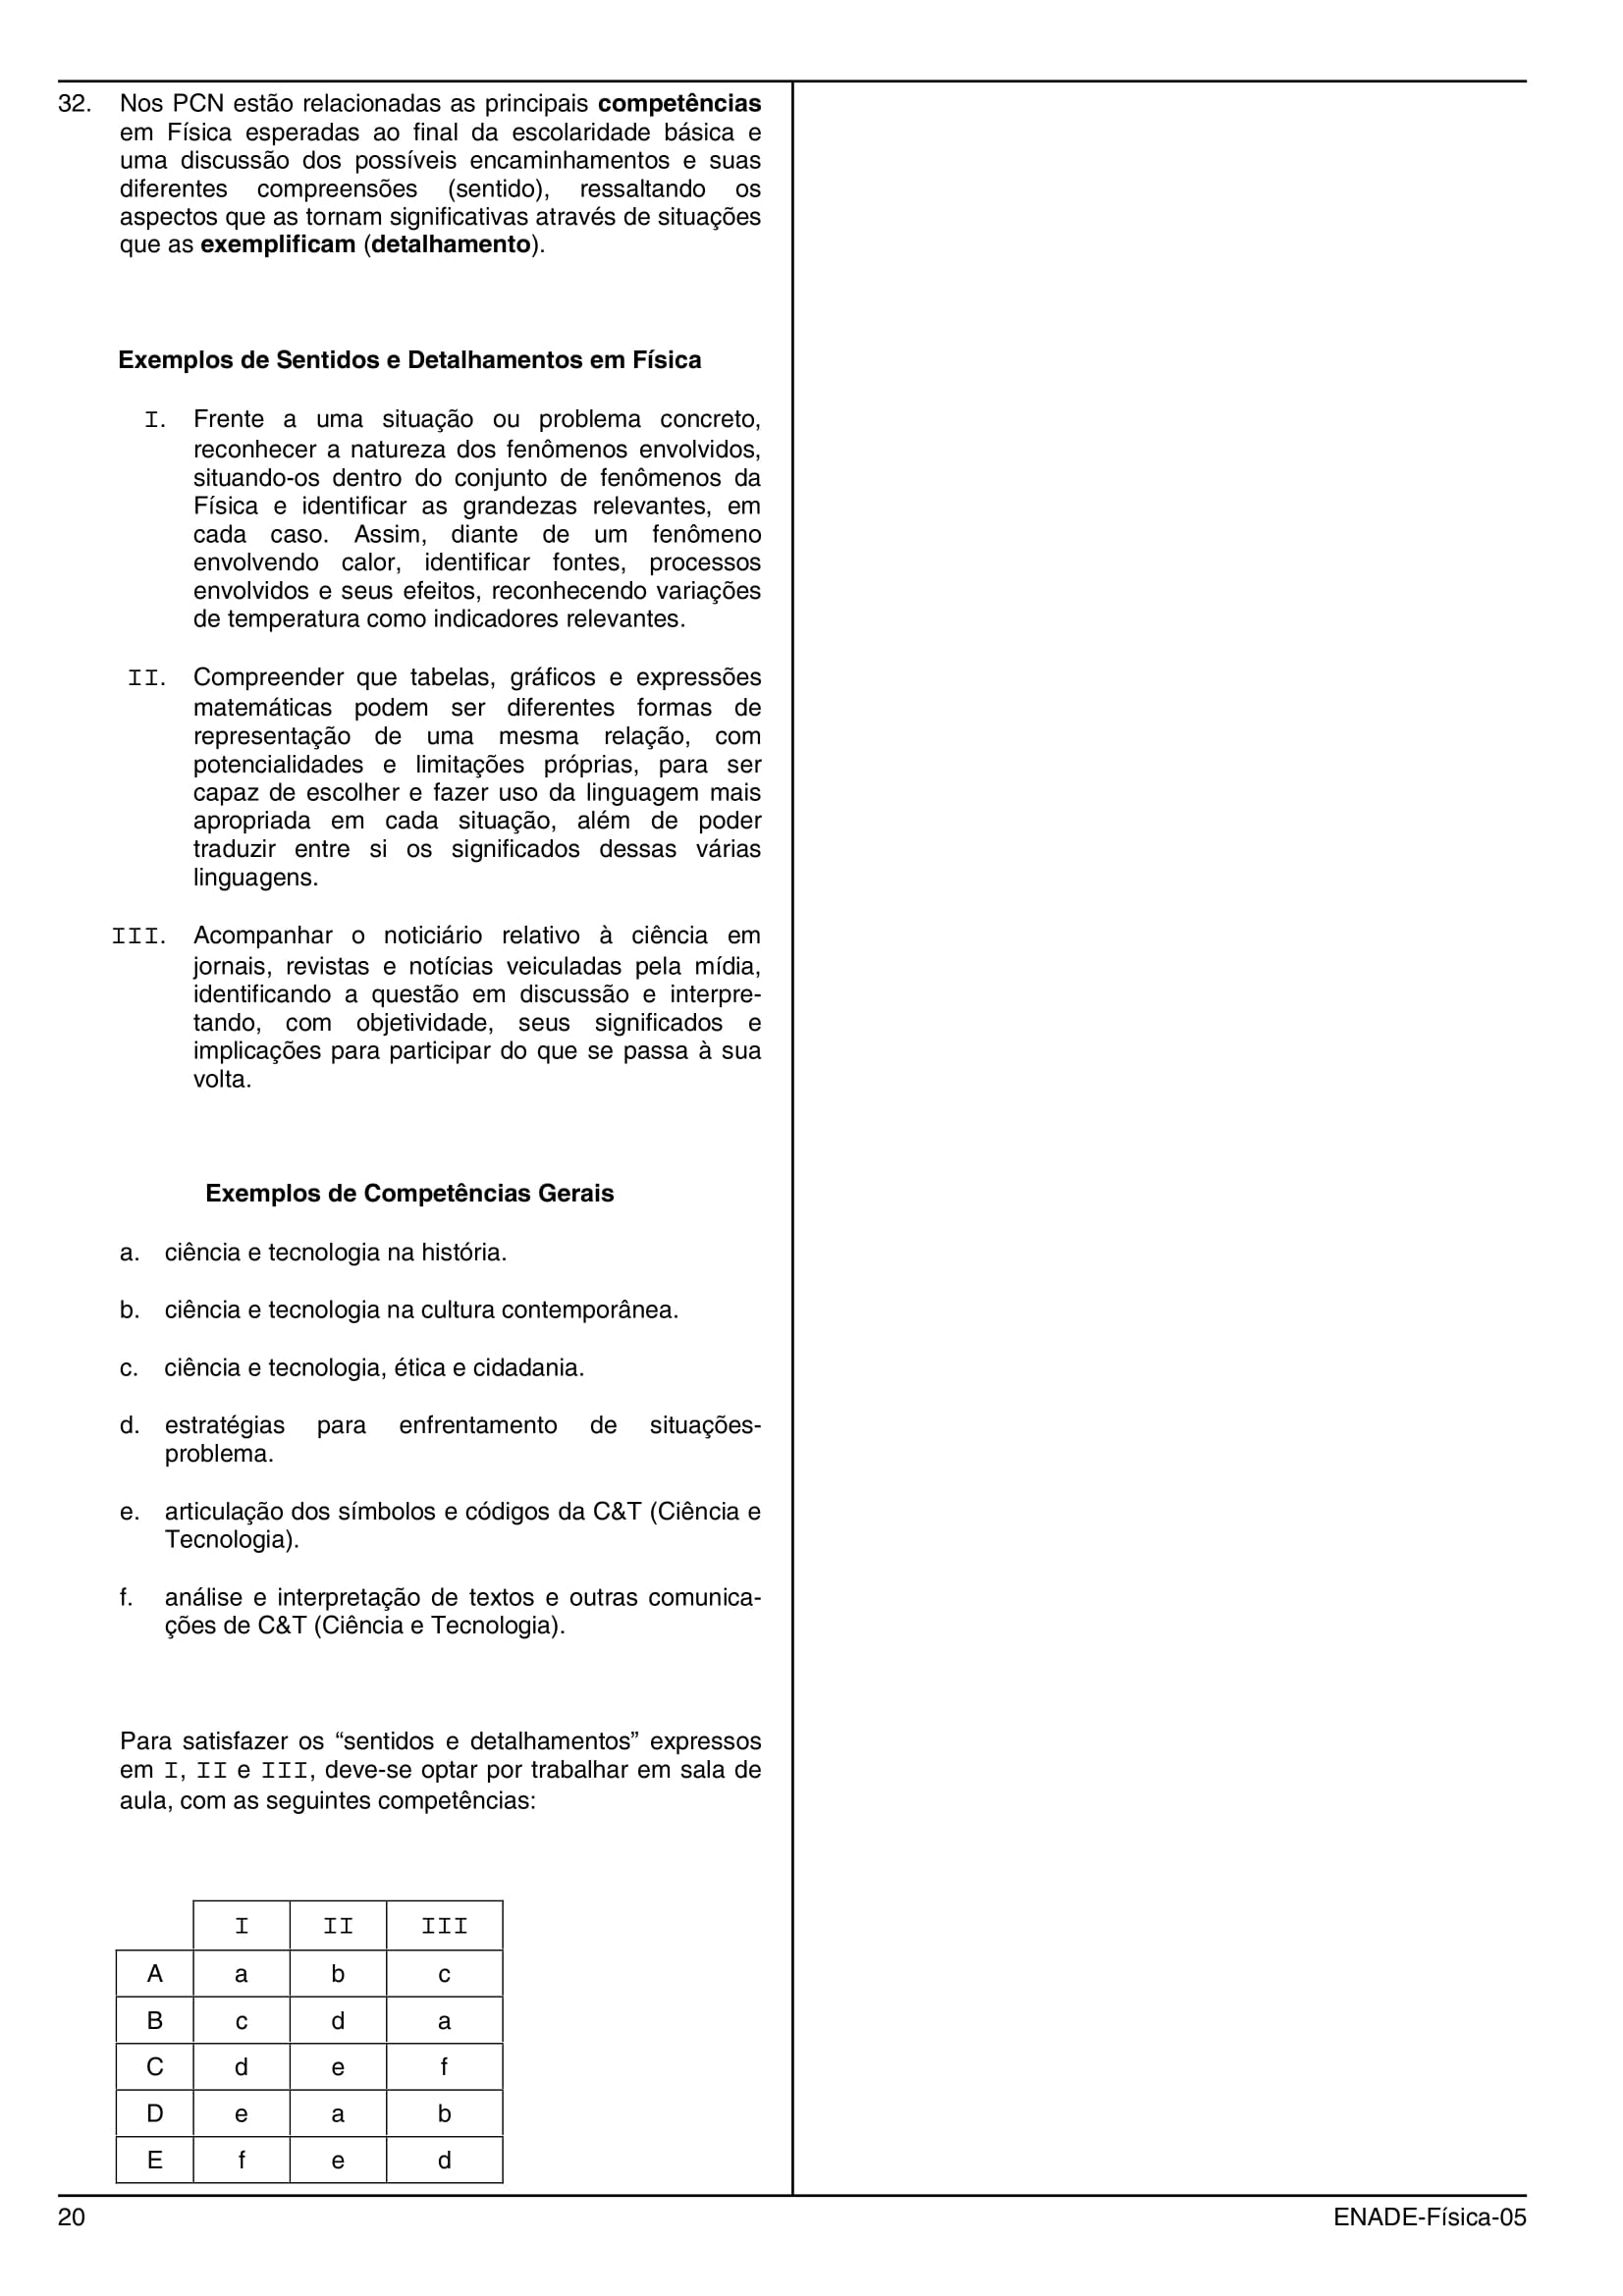 32. Nos PCN estão relacionadas as principais competências
em Física esperadas ao final da escolaridade básica e
uma discussão dos possíveis encaminhamentos e suas
diferentes compreensões (sentido), ressaltando os
aspectos que as tornam significativas através de situações
que as exemplificam (detalhamento).
Exemplos de Sentidos e Detalhamentos em Física
I. Frente a uma situação ou problema concreto,
reconhecer a natureza dos fenômenos envolvidos,
situando-os dentro do conjunto de fenômenos da
Física e identificar as grandezas relevantes, em
cada caso. Assim, diante de um fenômeno
envolvendo calor, identificar fontes, processos
envolvidos e seus efeitos, reconhecendo variações
de temperatura como indicadores relevantes.
II. Compreender que tabelas, gráficos e expressões
matemáticas podem ser diferentes formas de
representação de uma mesma relação, com
potencialidades e limitações próprias, para ser
capaz de escolher e fazer uso da linguagem mais
apropriada em cada situação, além de poder
traduzir entre si os significados dessas várias
linguagens.
III. Acompanhar o noticiário relativo à ciência em
jornais, revistas e notícias veiculadas pela mídia,
identificando a questão em discussão e interpre-
tando, com objetividade, seus significados e
implicações para participar do que se passa à sua
volta.
Exemplos de Competências Gerais
a. ciência e tecnologia na história.
b. ciência e tecnologia na cultura contemporânea.
c. ciência e tecnologia, ética e cidadania.
d. estratégias para enfrentamento de situações-
problema.
e. articulação dos símbolos e códigos da C&T (Ciência e
Tecnologia).
f. análise e interpretação de textos e outras comunica-
ções de C&T (Ciência e Tecnologia).
Para satisfazer os “sentidos e detalhamentos” expressos
em I, II e III, deve-se optar por trabalhar em sala de
aula, com as seguintes competências:
I II III
A a b c
B c d a
C d e f
D e a b
E f e d
20 ENADE-Física-05